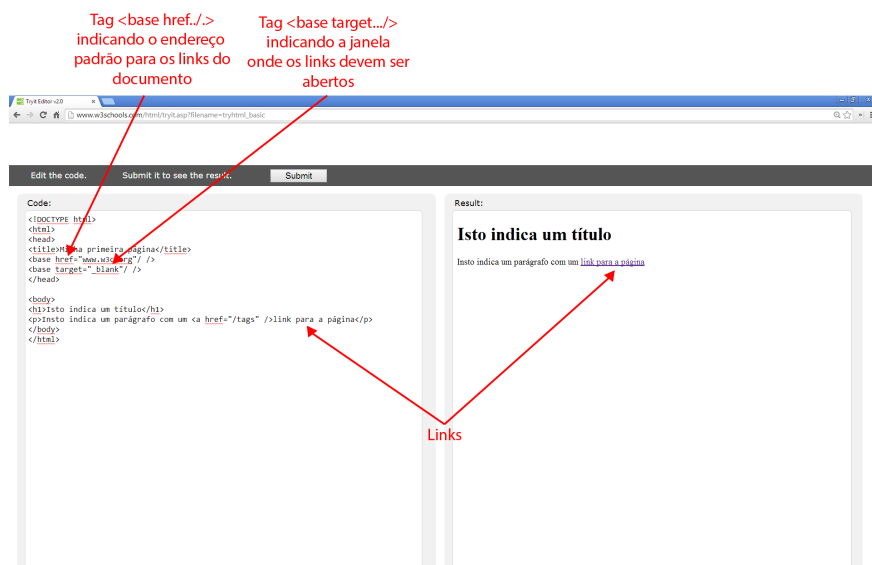 Tag <base href../.>
indicando o endereço
padrão para os links do
documento
Tag <base target.../>
indicando a janela
onde os links devem ser
abertos
Tryit Editor v2.0
www.w3schools.com/html/tryit.asp?filename=tryhtml_basic
Edit the code.
Submit it to see the result.
Submit
Code:
<!DOCTYPE html>
<html>
<head>
<title>Minha primeira página</title>
<base href="www.w3c.org"/ />
<base target="_blank"/ />
</head>
<body>
<h1>Isto indica um título</h1>
<p>Insto indica um parágrafo com um <a href="/tags" />link para a página</p>
</body>
</html>
Result:
Isto indica um título
Insto indica um parágrafo com um link para a página
Links